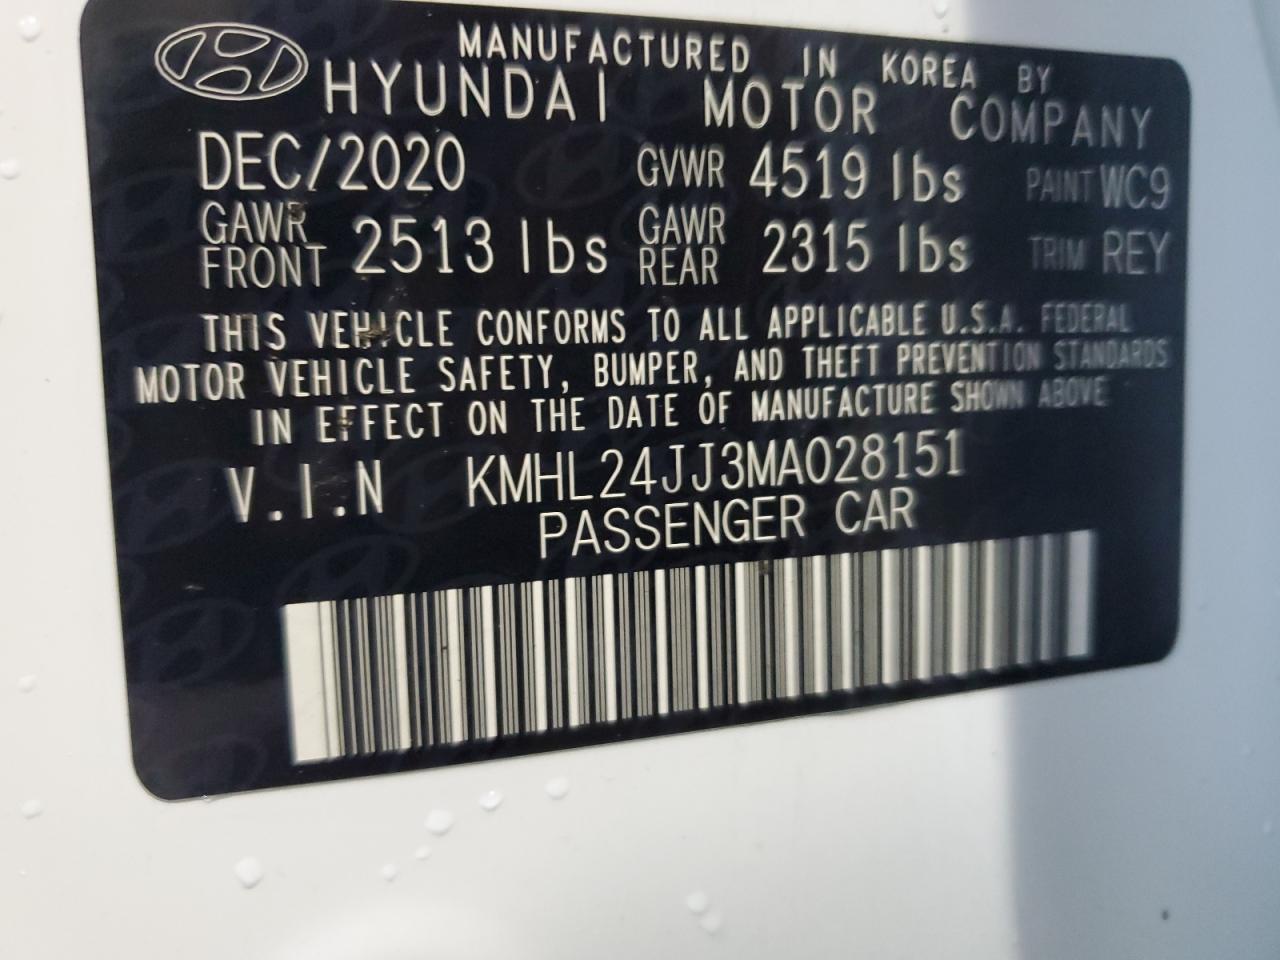 MANUFACTURED IN KOREA BY
HYUNDAI MOTOR COMPANY
DEC/2020 GVWR 4519 lbs PAINT WC9
GAWR FRONT 2513 lbs GAWR REAR 2315 lbs TRIM REY
THIS VEHICLE CONFORMS TO ALL APPLICABLE U.S.A. FEDERAL
MOTOR VEHICLE SAFETY, BUMPER, AND THEFT PREVENTION STANDARDS
IN EFFECT ON THE DATE OF MANUFACTURE SHOWN ABOVE
V.I.N KMHL24JJ3MA028151
PASSENGER CAR